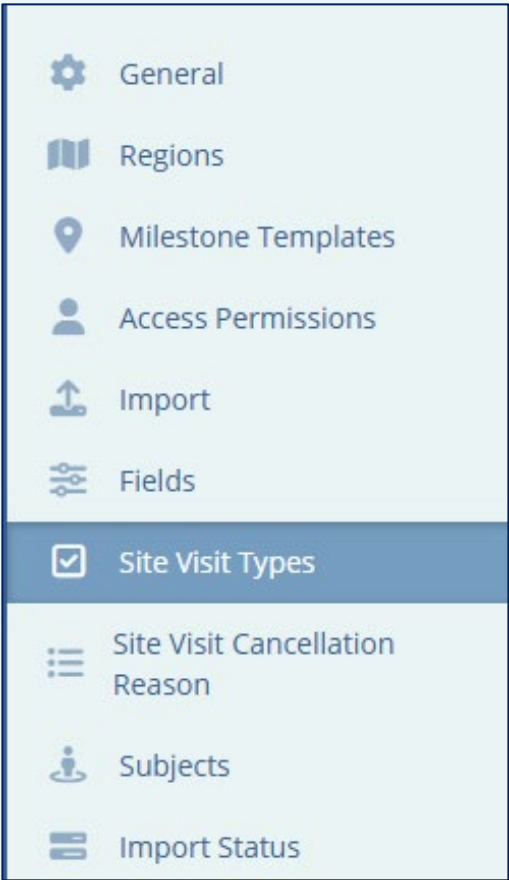 General
Regions
Milestone Templates
Access Permissions
Import
Fields
Site Visit Types
Site Visit Cancellation
Reason
Subjects
Import Status